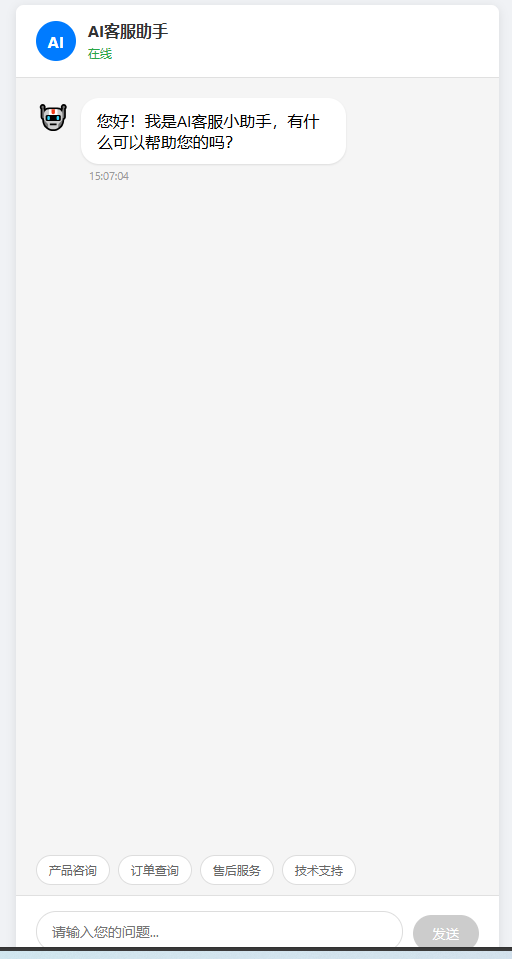 AI
AI客服助手
在线
您好！我是AI客服小助手，有什
么可以帮助您的吗？
15:07:04
产品咨询 订单查询 售后服务 技术支持
请输入您的问题... 发送